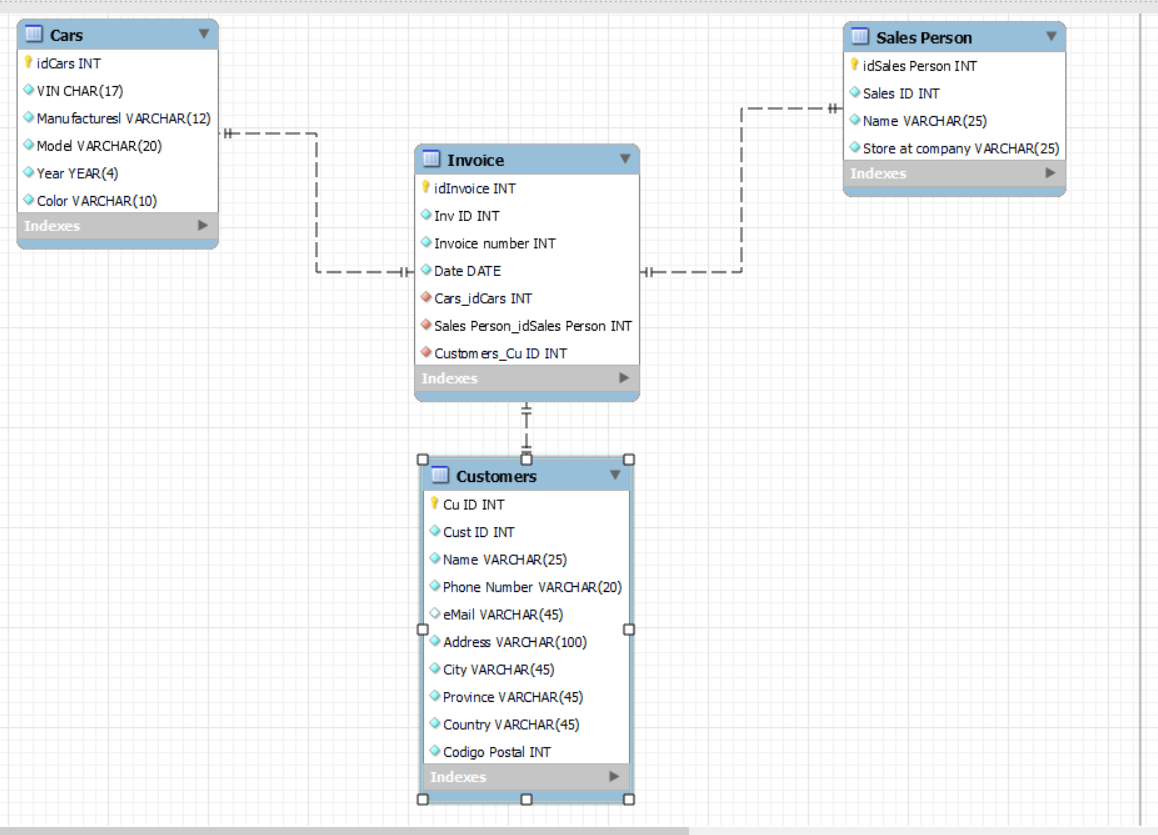 Cars
idCars INT
VIN CHAR(17)
Manufacturesl VARCHAR(12)
Model VARCHAR(20)
Year YEAR(4)
Color VARCHAR(10)
Indexes
Sales Person
idSales Person INT
Sales ID INT
Name VARCHAR(25)
Store at company VARCHAR(25)
Indexes
Invoice
idInvoice INT
Inv ID INT
Invoice number INT
Date DATE
Cars_idCars INT
Sales Person_idSales Person INT
Customers_Cu ID INT
Indexes
Customers
Cu ID INT
Cust ID INT
Name VARCHAR(25)
Phone Number VARCHAR(20)
eMail VARCHAR(45)
Address VARCHAR(100)
City VARCHAR(45)
Province VARCHAR(45)
Country VARCHAR(45)
Codigo Postal INT
Indexes